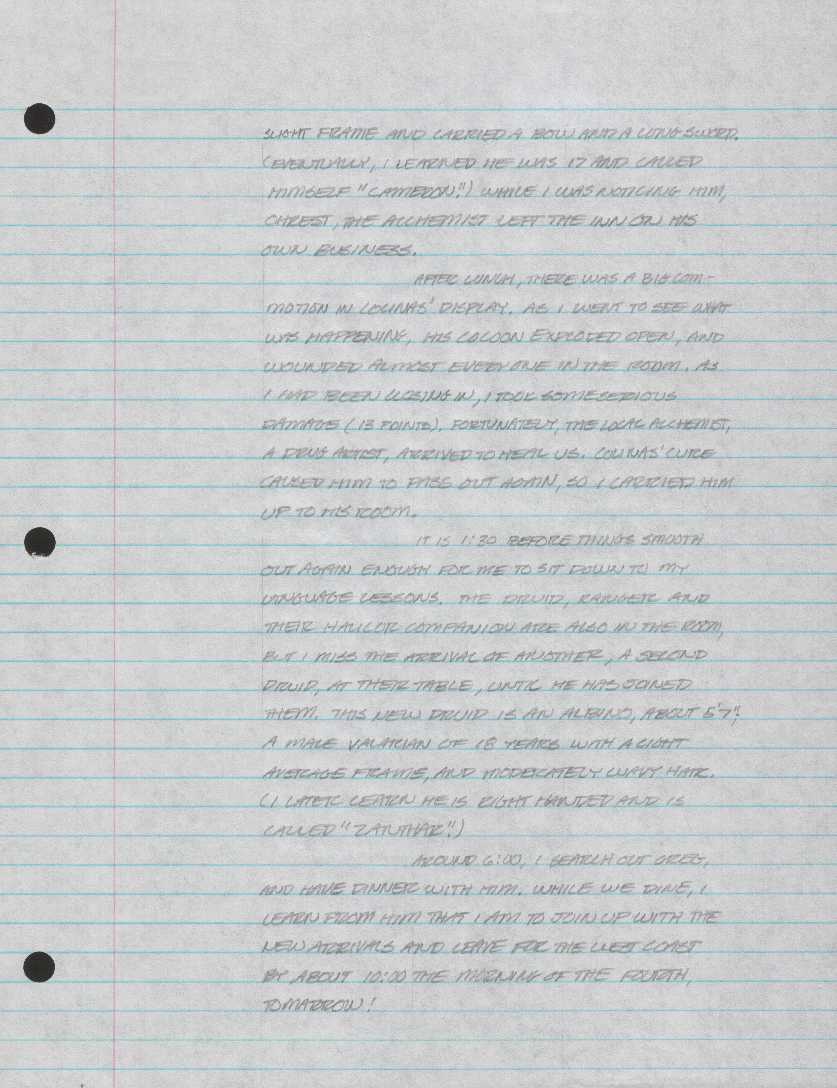 SLIGHT FRAME AND CARRIED A BOW AND A LONG SWORD.
(EVENTUALLY, I LEARNED HE WAS 17 AND CALLED
HIMSELF "CAMERON".) WHILE I WAS NOTICING HIM,
CHREST, THE ALCHEMIST LEFT THE INN ON HIS
OWN BUSINESS.
AFTER LUNCH, THERE WAS A BIG COM-
MOTION IN COLINAS' DISPLAY. AS I WENT TO SEE WHAT
WAS HAPPENING, HIS COCOON EXPLODED OPEN, AND
WOUNDED ALMOST EVERYONE IN THE ROOM. AS
I HAD BEEN CLOSING IN, I TOOK SOME SERIOUS
DAMAGE (13 POINTS). FORTUNATELY, THE LOCAL ALCHEMIST,
A DRUG ARTIST, ARRIVED TO HEAL US. COLINAS' CURE
CAUSED HIM TO PASS OUT AGAIN, SO I CARRIED HIM
UP TO HIS ROOM.
IT IS 1:30 BEFORE THINGS SMOOTH
OUT AGAIN ENOUGH FOR ME TO SIT DOWN TO MY
LANGUAGE LESSONS. THE DRUID, RANGER AND
THEIR COMPANION ARE ALSO IN THE ROOM,
BUT I MISS THE ARRIVAL OF ANOTHER, A SECOND
DRUID, AT THEIR TABLE, UNTIL HE HAS JOINED
THEM. THIS NEW DRUID IS AN ALBINO, ABOUT 5'7",
A MALE VALARIAN OF 18 YEARS WITH A LIGHT
AVERAGE FRAME, AND MODERATELY WAVY HAIR.
(I LATER LEARN HE IS RIGHT HANDED AND IS
CALLED "ZANTHAR".)
AROUND 6:00, I SEARCH OUT GREG,
AND HAVE DINNER WITH HIM. WHILE WE DINE, I
LEARN FROM HIM THAT I AM TO JOIN UP WITH THE
NEW ARRIVALS AND LEAVE FOR THE WEST COAST
BY ABOUT 10:00 THE MORNING OF THE FOURTH,
TOMARROW!